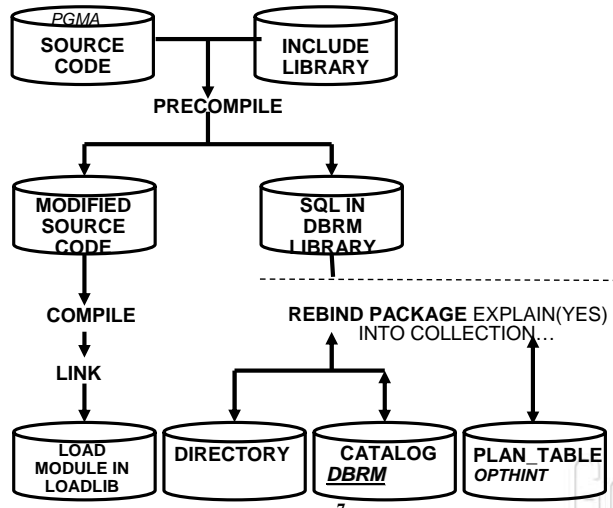 PGMA
SOURCE
CODE
INCLUDE
LIBRARY
PRECOMPILE
MODIFIED
SOURCE
CODE
SQL IN
DBRM
LIBRARY
COMPILE
REBIND PACKAGE EXPLAIN(YES)
INTO COLLECTION…
LINK
LOAD
MODULE IN
LOADLIB
DIRECTORY
CATALOG
DBRM
PLAN_TABLE
OPTHINT
7